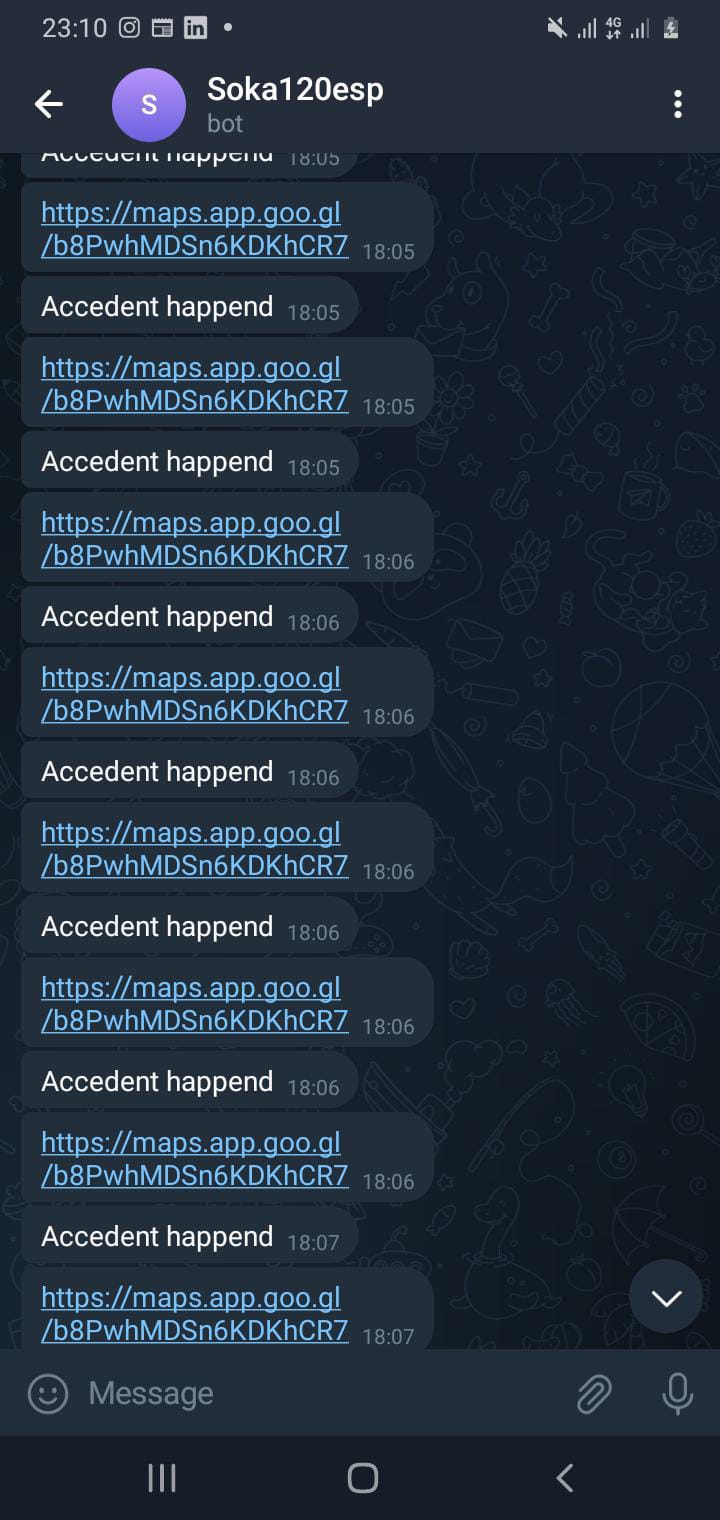 23:10
4G
S
Soka120esp
bot
Accedent happend 18:05
https://maps.app.goo.gl
/b8PwhMDSn6KDKhCR7 18:05
Accedent happend 18:05
https://maps.app.goo.gl
/b8PwhMDSn6KDKhCR7 18:05
Accedent happend 18:05
https://maps.app.goo.gl
/b8PwhMDSn6KDKhCR7 18:06
Accedent happend 18:06
https://maps.app.goo.gl
/b8PwhMDSn6KDKhCR7 18:06
Accedent happend 18:06
https://maps.app.goo.gl
/b8PwhMDSn6KDKhCR7 18:06
Accedent happend 18:06
https://maps.app.goo.gl
/b8PwhMDSn6KDKhCR7 18:06
Accedent happend 18:06
https://maps.app.goo.gl
/b8PwhMDSn6KDKhCR7 18:06
Accedent happend 18:07
https://maps.app.goo.gl
/b8PwhMDSn6KDKhCR7 18:07
Message